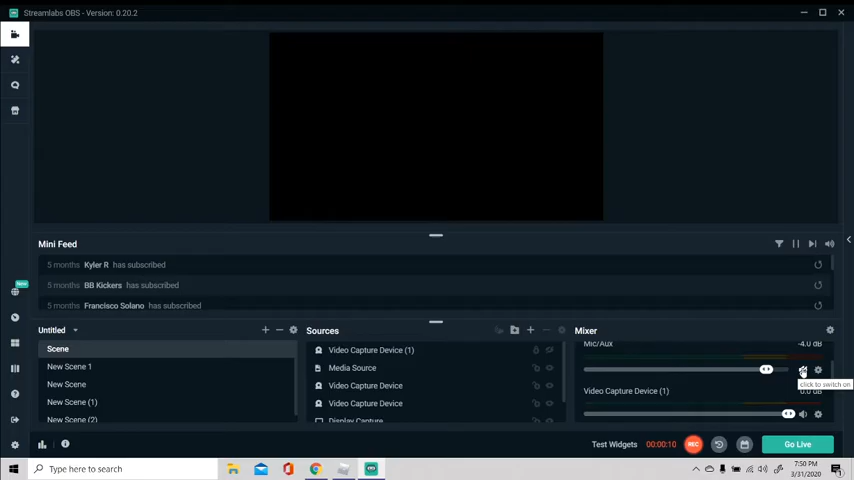 Streamlabs OBS - Version: 0.20.2
Mini Feed
5 months Kyler R has subscribed
5 months BB Kickers has subscribed
5 months Francisco Solano has subscribed
Untitled
Scene
New Scene 1
New Scene
New Scene (1)
New Scene (2)
Sources
Video Capture Device (1)
Media Source
Video Capture Device
Video Capture Device
Display Capture
Mixer
Mic/Aux -4.0 dB
click to switch on
Video Capture Device (1) 0.0 dB
New
Test Widgets 00:00:10 REC Go Live
Type here to search
7:50 PM
3/31/2020